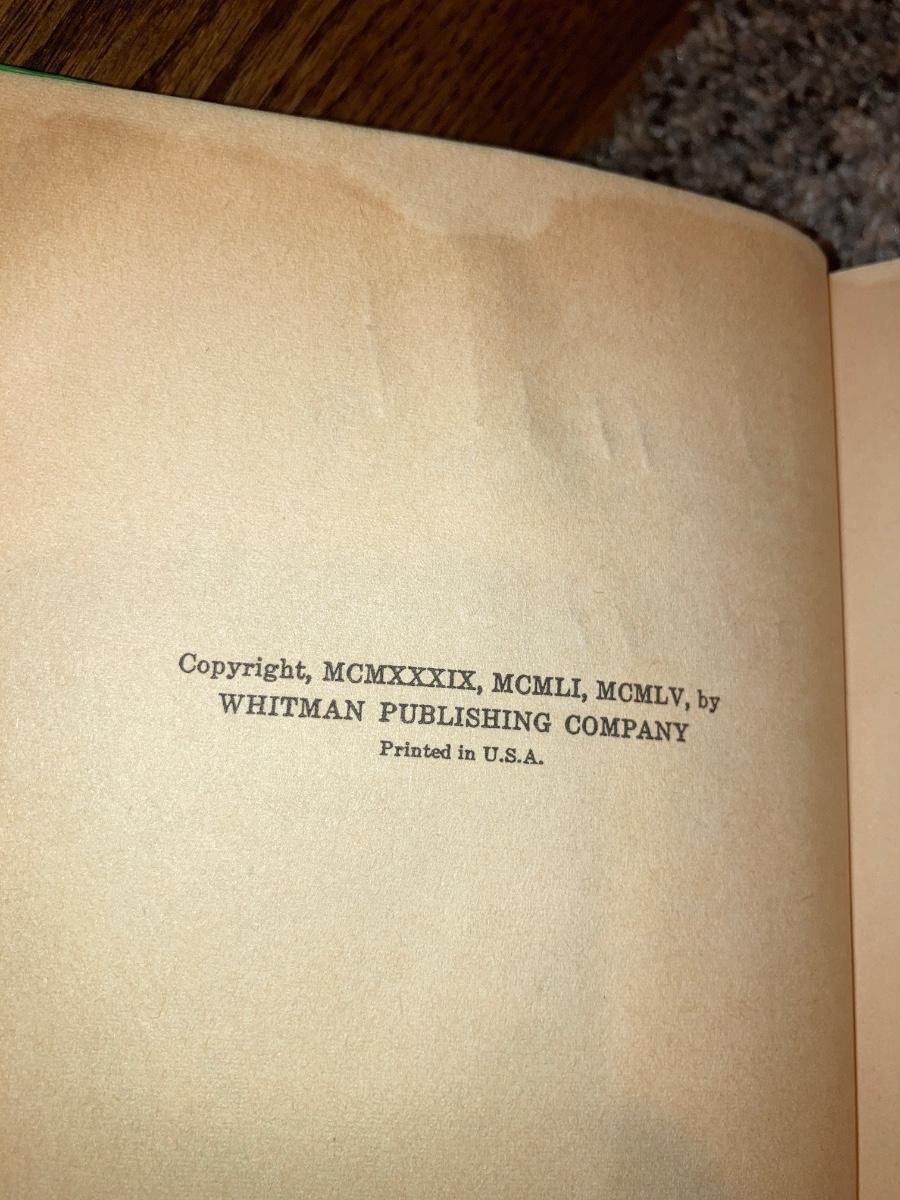 Copyright, MCMXXXIX, MCMLI, MCMLV, by
WHITMAN PUBLISHING COMPANY
Printed in U.S.A.